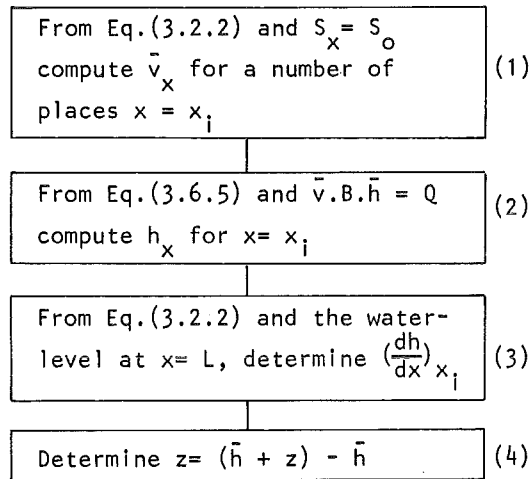 From Eq.(3.2.2) and S_x = S_o
compute v̄_x for a number of
places x = x_i
(1)
From Eq.(3.6.5) and v̄.B.h̄ = Q
compute h_x for x= x_i
(2)
From Eq.(3.2.2) and the water-
level at x= L, determine (dh/dx)_x_i
(3)
Determine z= (h̄ + z) - h̄
(4)